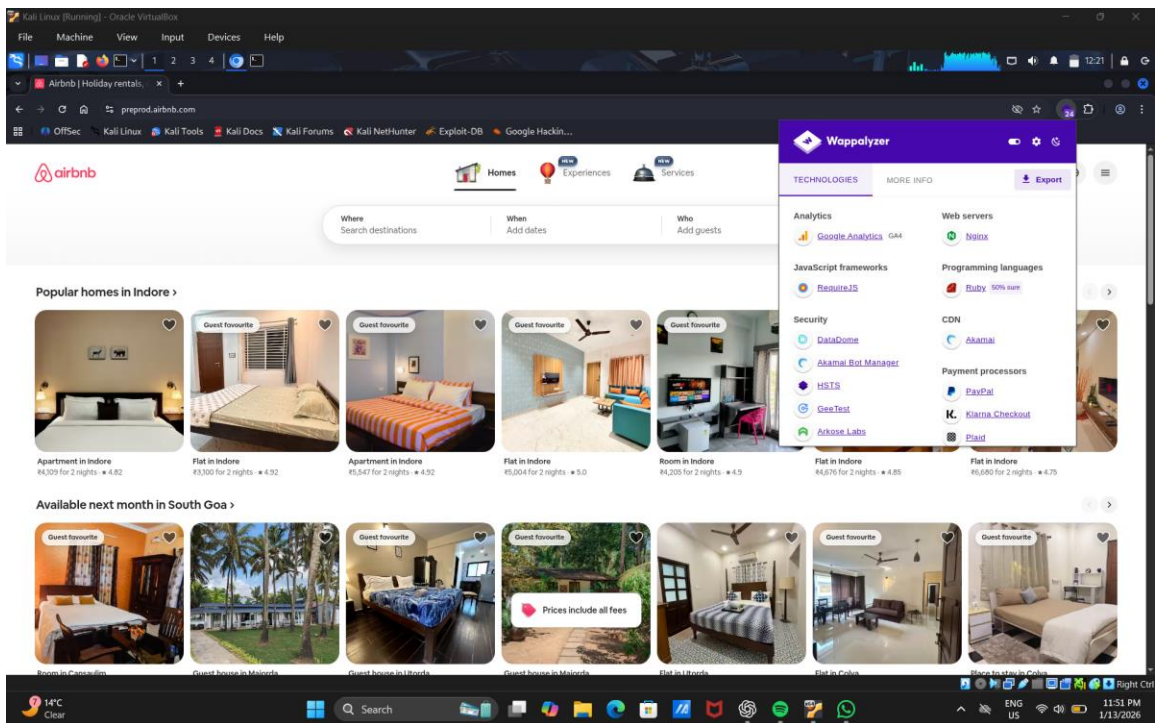 Kali Linux [Running] - Oracle VirtualBox
File Machine View Input Devices Help
1 2 3 4 12:21
Airbnb | Holiday rentals,
preprod.airbnb.com 24
OffSec Kali Linux Kali Tools Kali Docs Kali Forums Kali NetHunter Exploit-DB Google Hackin...
airbnb
Homes
NEW
Experiences
NEW
Services
Where
Search destinations
When
Add dates
Who
Add guests
Wappalyzer
TECHNOLOGIES MORE INFO Export
Analytics
Google Analytics GA4
JavaScript frameworks
RequireJS
Security
DataDome
Akamai Bot Manager
HSTS
GeeTest
Arkose Labs
Web servers
Nginx
Programming languages
Ruby 50% sure
CDN
Akamai
Payment processors
PayPal
Klarna Checkout
Plaid
Popular homes in Indore >
Guest favourite
Guest favourite
Guest favourite
Guest favourite
Apartment in Indore
₹4,109 for 2 nights · ★ 4.82
Flat in Indore
₹3,100 for 2 nights · ★ 4.92
Apartment in Indore
₹5,547 for 2 nights · ★ 4.92
Flat in Indore
₹5,004 for 2 nights · ★ 5.0
Room in Indore
₹4,205 for 2 nights · ★ 4.9
Flat in Indore
₹4,676 for 2 nights · ★ 4.85
Flat in Indore
₹6,680 for 2 nights · ★ 4.75
Available next month in South Goa >
Guest favourite
Guest favourite
Guest favourite
Guest favourite
Guest favourite
Guest favourite
Prices include all fees
Room in Cansaulim
Guest house in Majorda
Guest house in Utorda
Guest house in Majorda
Flat in Utorda
Flat in Colva
Place to stay in Colva
Right Ctrl
7
14°C
Clear
Search
ENG
US
11:51 PM
1/13/2026